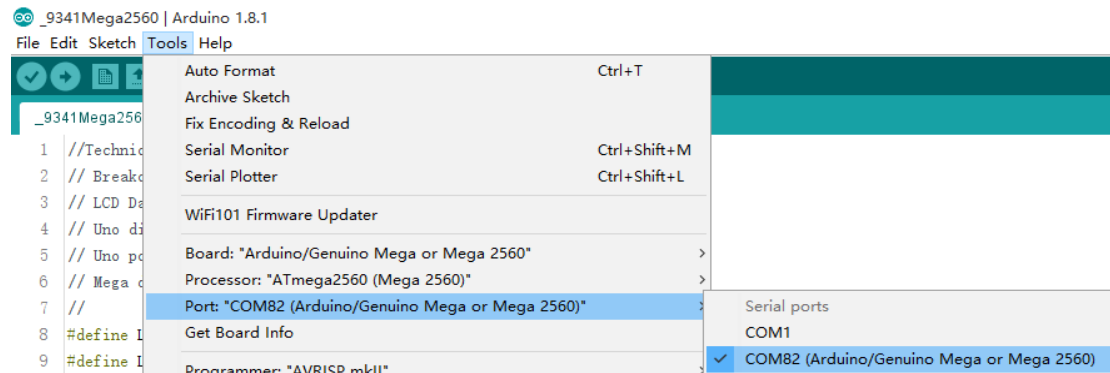 _9341Mega2560 | Arduino 1.8.1
File Edit Sketch Tools Help
Auto Format Ctrl+T
Archive Sketch
_9341Mega256
Fix Encoding & Reload
1 //Technic
Serial Monitor Ctrl+Shift+M
2 // Breakc
Serial Plotter Ctrl+Shift+L
3 // LCD Da
WiFi101 Firmware Updater
4 // Uno di
5 // Uno po
Board: "Arduino/Genuino Mega or Mega 2560"
6 // Mega
Processor: "ATmega2560 (Mega 2560)"
7 //
Port: "COM82 (Arduino/Genuino Mega or Mega 2560)"
Serial ports
8 #define L
Get Board Info
COM1
9 #define L
Programmer: "AVRISP mkII"
COM82 (Arduino/Genuino Mega or Mega 2560)